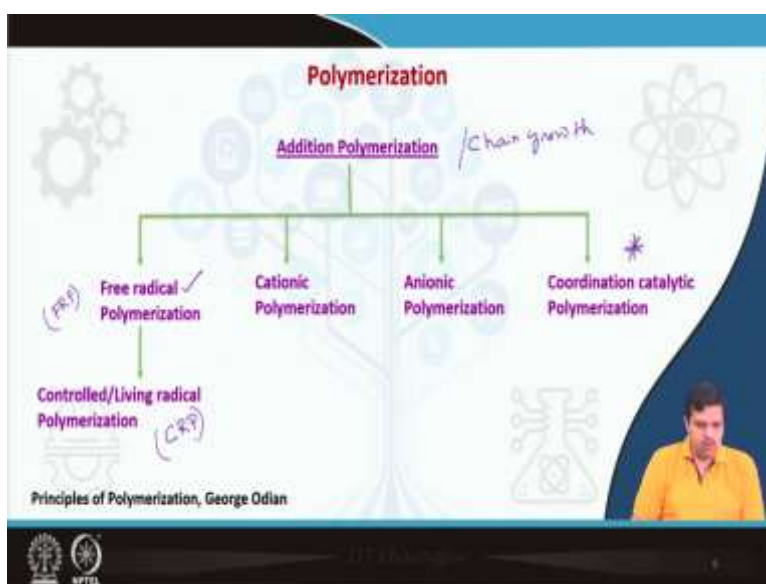 Polymerization
Addition Polymerization /Chain growth
*
Free radical ✓
Polymerization
(FRP)
Cationic
Polymerization
Anionic
Polymerization
Coordination catalytic
Polymerization
Controlled/Living radical
Polymerization
(CRP)
Principles of Polymerization, George Odian
NPTEL